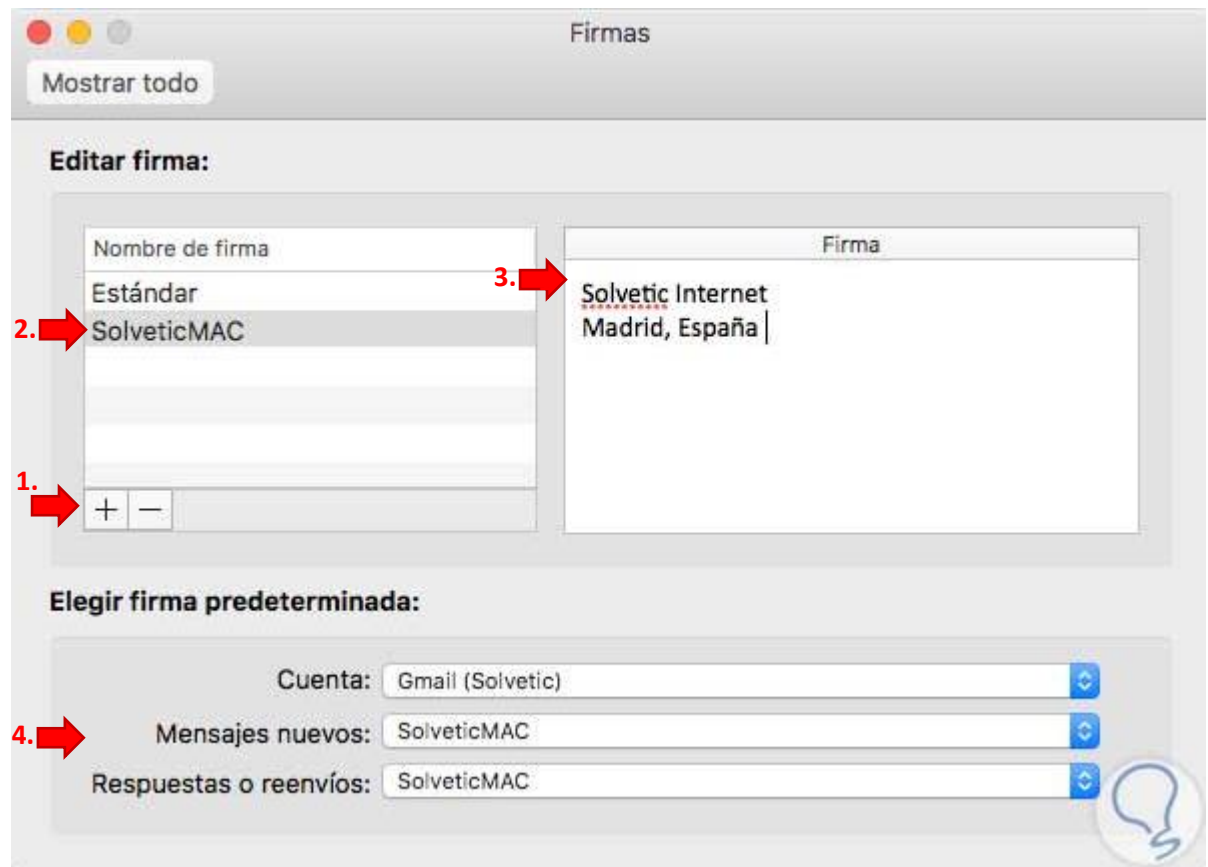 Firmas
Mostrar todo
Editar firma:
Nombre de firma
Estándar
2. SolveticMAC
1.
+ −
Firma
3. Solvetic Internet
Madrid, España
Elegir firma predeterminada:
Cuenta: Gmail (Solvetic)
4. Mensajes nuevos: SolveticMAC
Respuestas o reenvíos: SolveticMAC